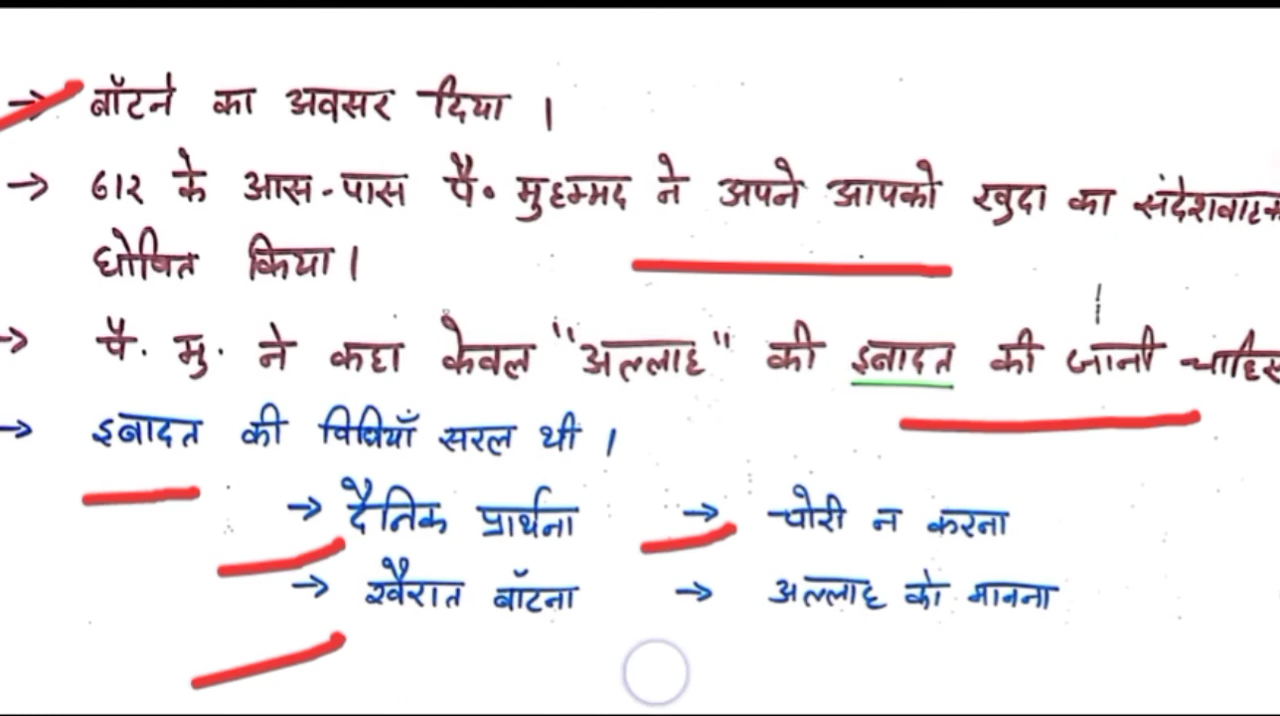 → बाँटने का अवसर दिया ।
→ 612 के आस-पास पै॰ मुहम्मद ने अपने आपको खुदा का संदेशवाहक
घोषित किया ।
→ पै. मु. ने कहा केवल "अल्लाह" की इबादत की जानी चाहिए
→ इबादत की विधियाँ सरल थी ।
→ दैनिक प्रार्थना → चोरी न करना
→ खैरात बाँटना → अल्लाह को मानना